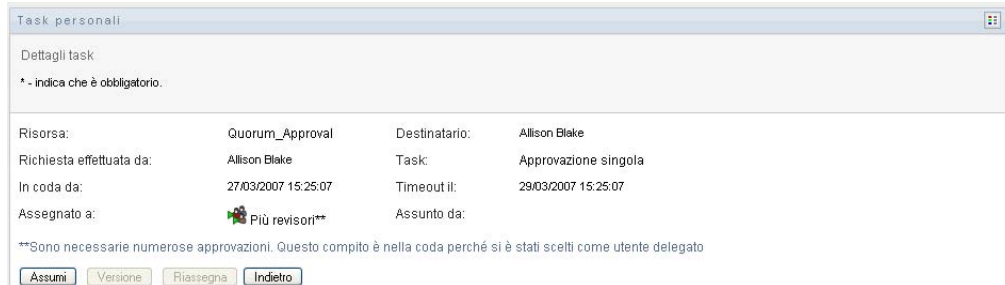 Task personali
Dettagli task
* - indica che è obbligatorio.
Risorsa: Quorum_Approval Destinatario: Allison Blake
Richiesta effettuata da: Allison Blake Task: Approvazione singola
In coda da: 27/03/2007 15:25:07 Timeout il: 29/03/2007 15:25:07
Assegnato a: Più revisori** Assunto da:
**Sono necessarie numerose approvazioni. Questo compito è nella coda perché si è stati scelti come utente delegato
Assumi Versione Riassegna Indietro